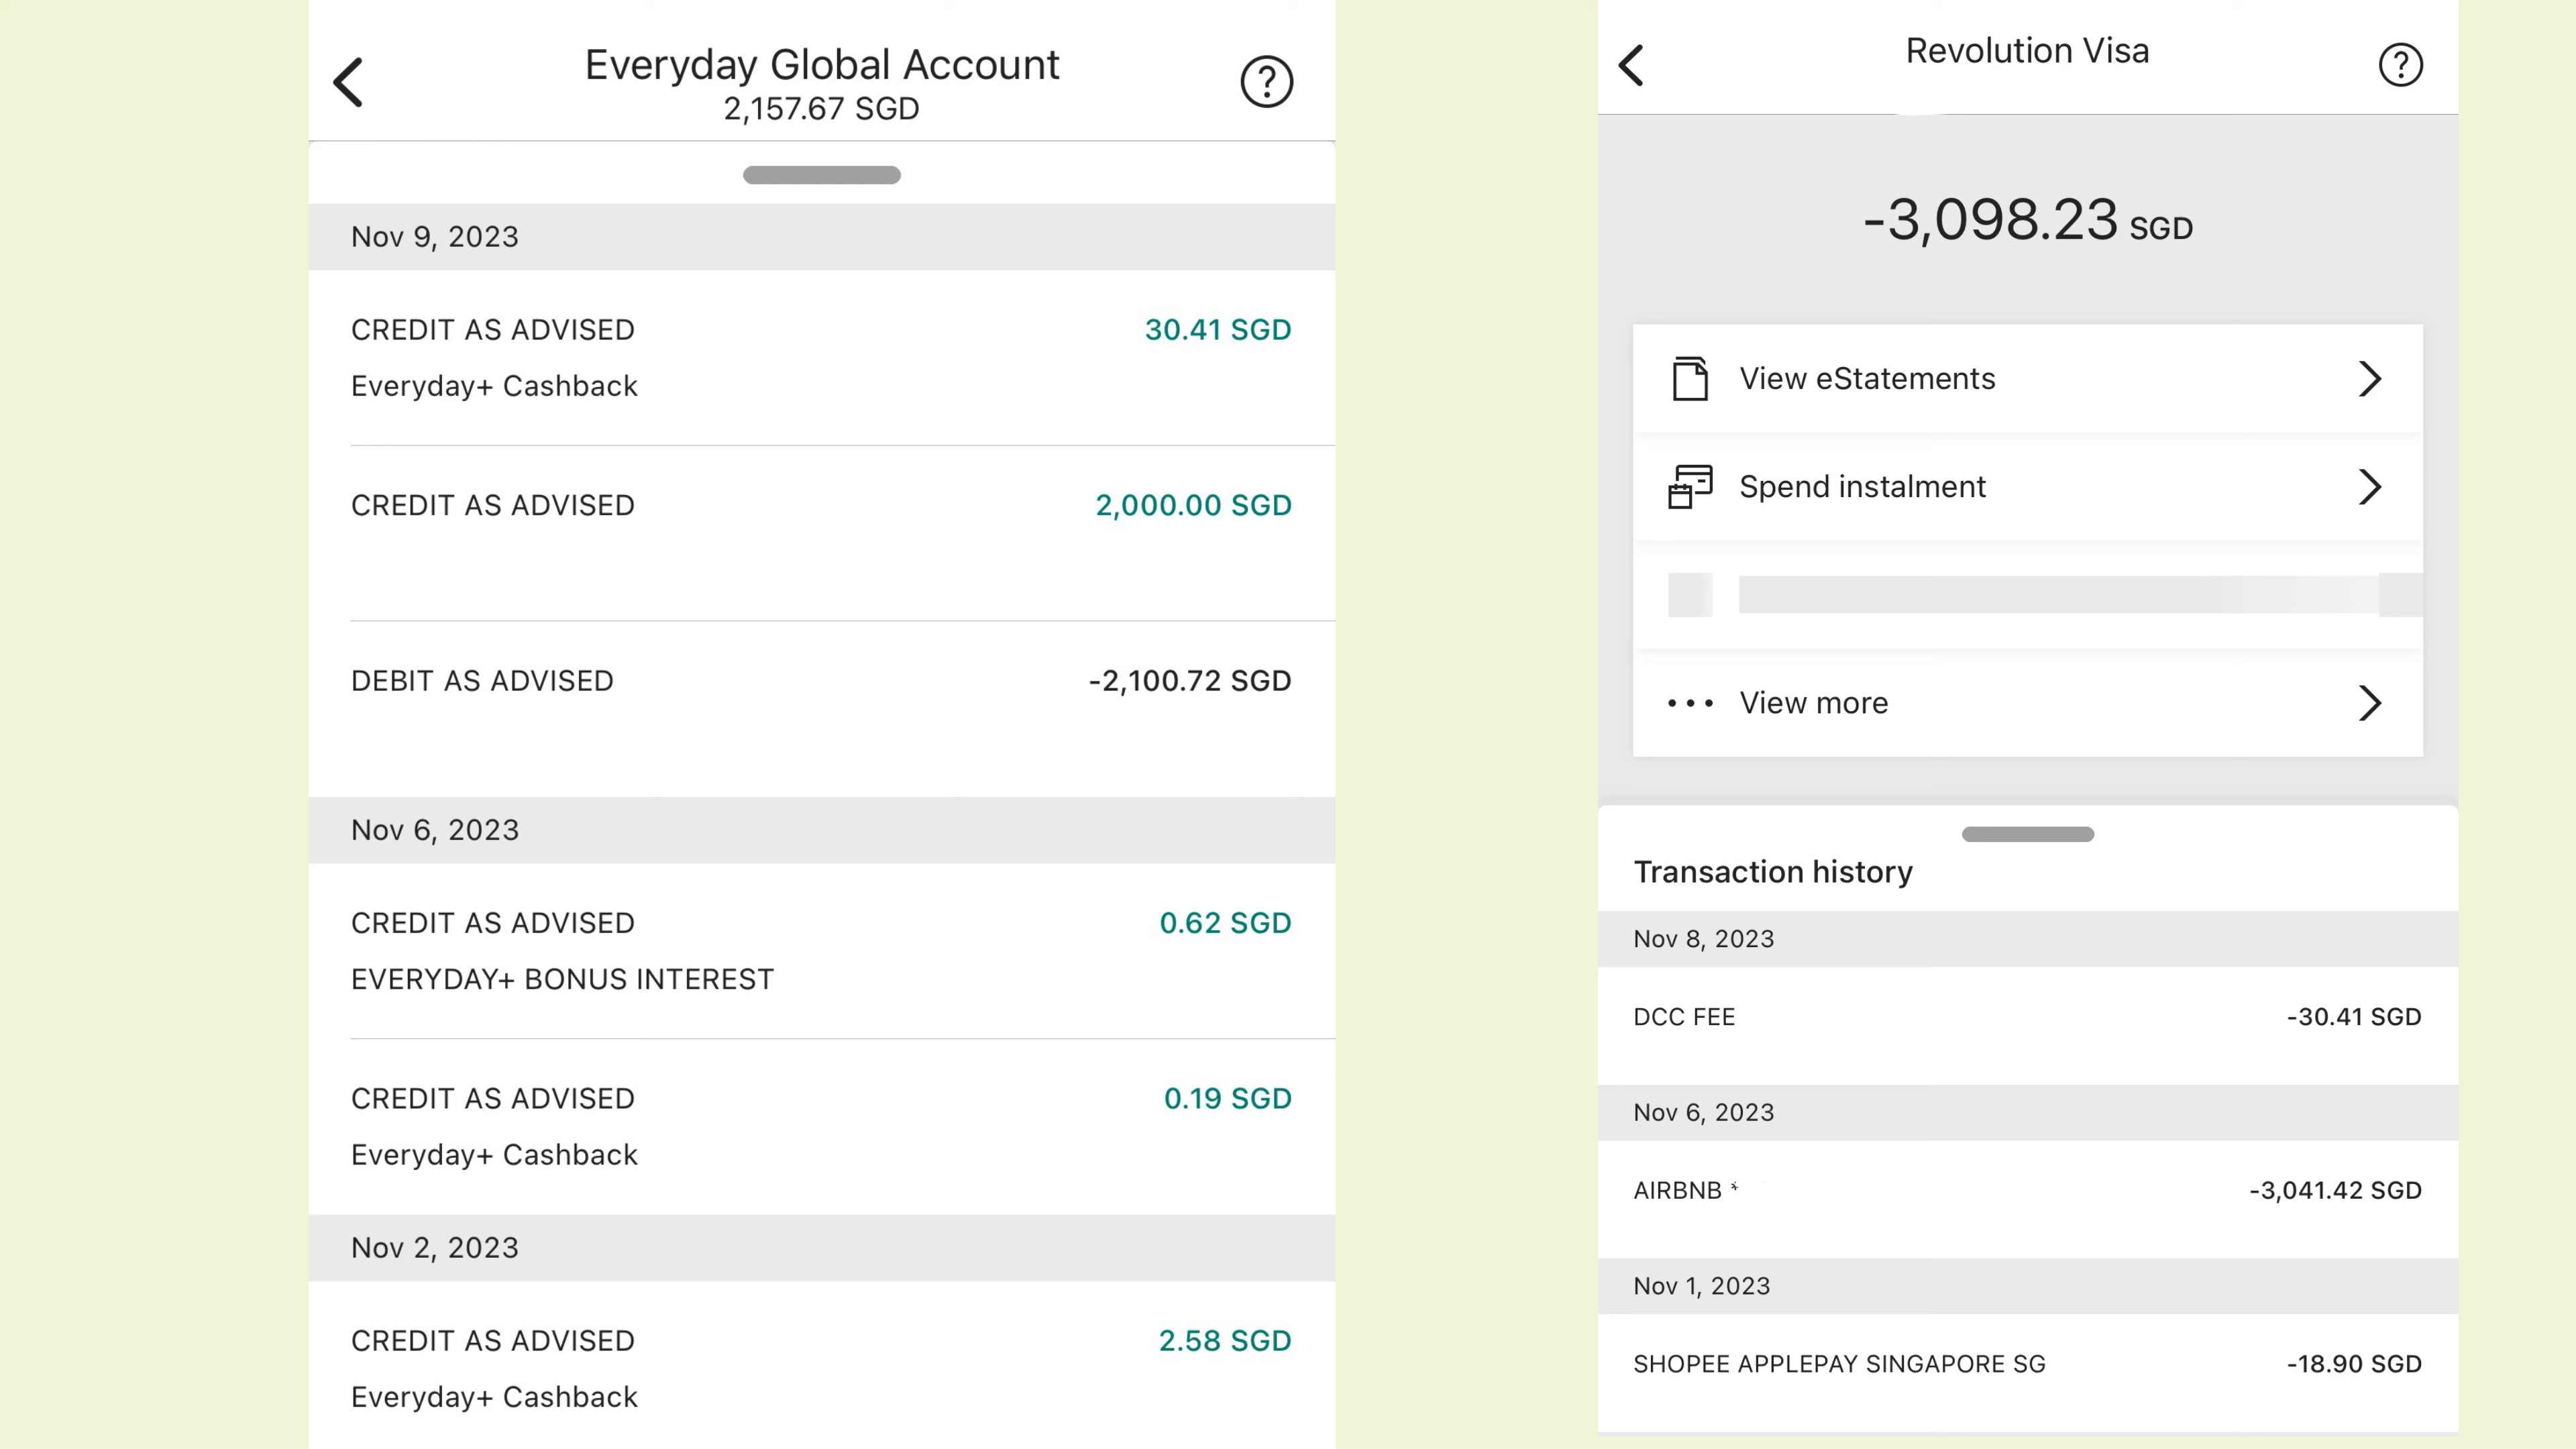 Everyday Global Account
2,157.67 SGD
Nov 9, 2023
CREDIT AS ADVISED 30.41 SGD
Everyday+ Cashback
CREDIT AS ADVISED 2,000.00 SGD
DEBIT AS ADVISED -2,100.72 SGD
Nov 6, 2023
CREDIT AS ADVISED 0.62 SGD
EVERYDAY+ BONUS INTEREST
CREDIT AS ADVISED 0.19 SGD
Everyday+ Cashback
Nov 2, 2023
CREDIT AS ADVISED 2.58 SGD
Everyday+ Cashback
Revolution Visa
-3,098.23 SGD
View eStatements
Spend instalment
View more
Transaction history
Nov 8, 2023
DCC FEE -30.41 SGD
Nov 6, 2023
AIRBNB * -3,041.42 SGD
Nov 1, 2023
SHOPEE APPLEPAY SINGAPORE SG -18.90 SGD